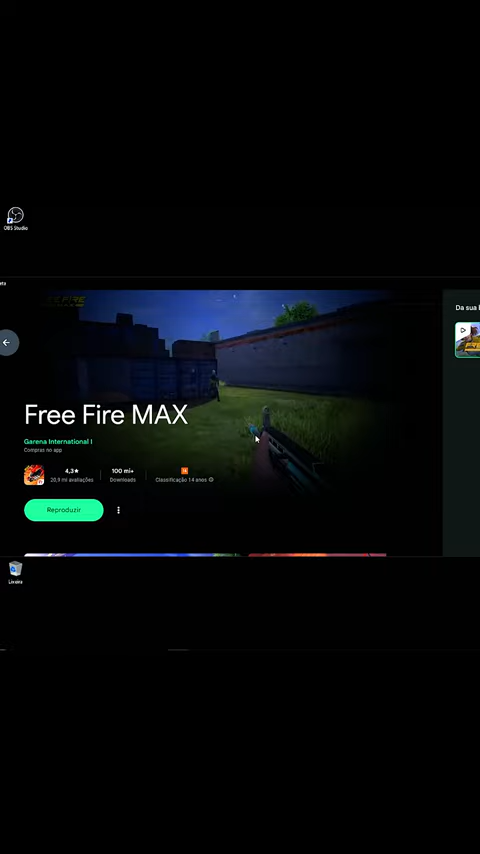 OBS Studio
Da sua
Free Fire MAX
Garena International I
Compras no app
4,3★
20,9 mi avaliações
100 mi+
Downloads
14
Classificação 14 anos
Reproduzir
Lixeira